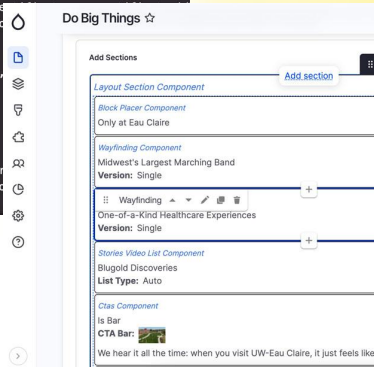 Do Big Things
Add Sections
Add section
Layout Section Component
Block Placer Component
Only at Eau Claire
Wayfinding Component
Midwest's Largest Marching Band
Version: Single
Wayfinding
One-of-a-Kind Healthcare Experiences
Version: Single
Stories Video List Component
Blugold Discoveries
List Type: Auto
Ctas Component
Is Bar
CTA Bar:
We hear it all the time: when you visit UW-Eau Claire, it just feels like